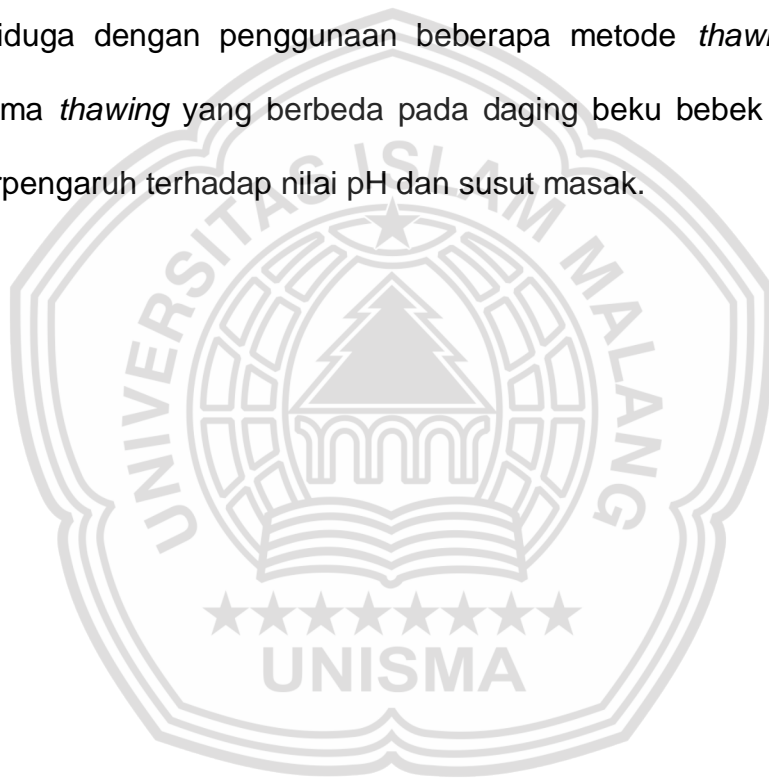 iduga dengan penggunaan beberapa metode thawi
ma thawing yang berbeda pada daging beku bebek
rpengaruh terhadap nilai pH dan susut masak.
UNIVERSITAS ISLAM MALANG
UNISMA